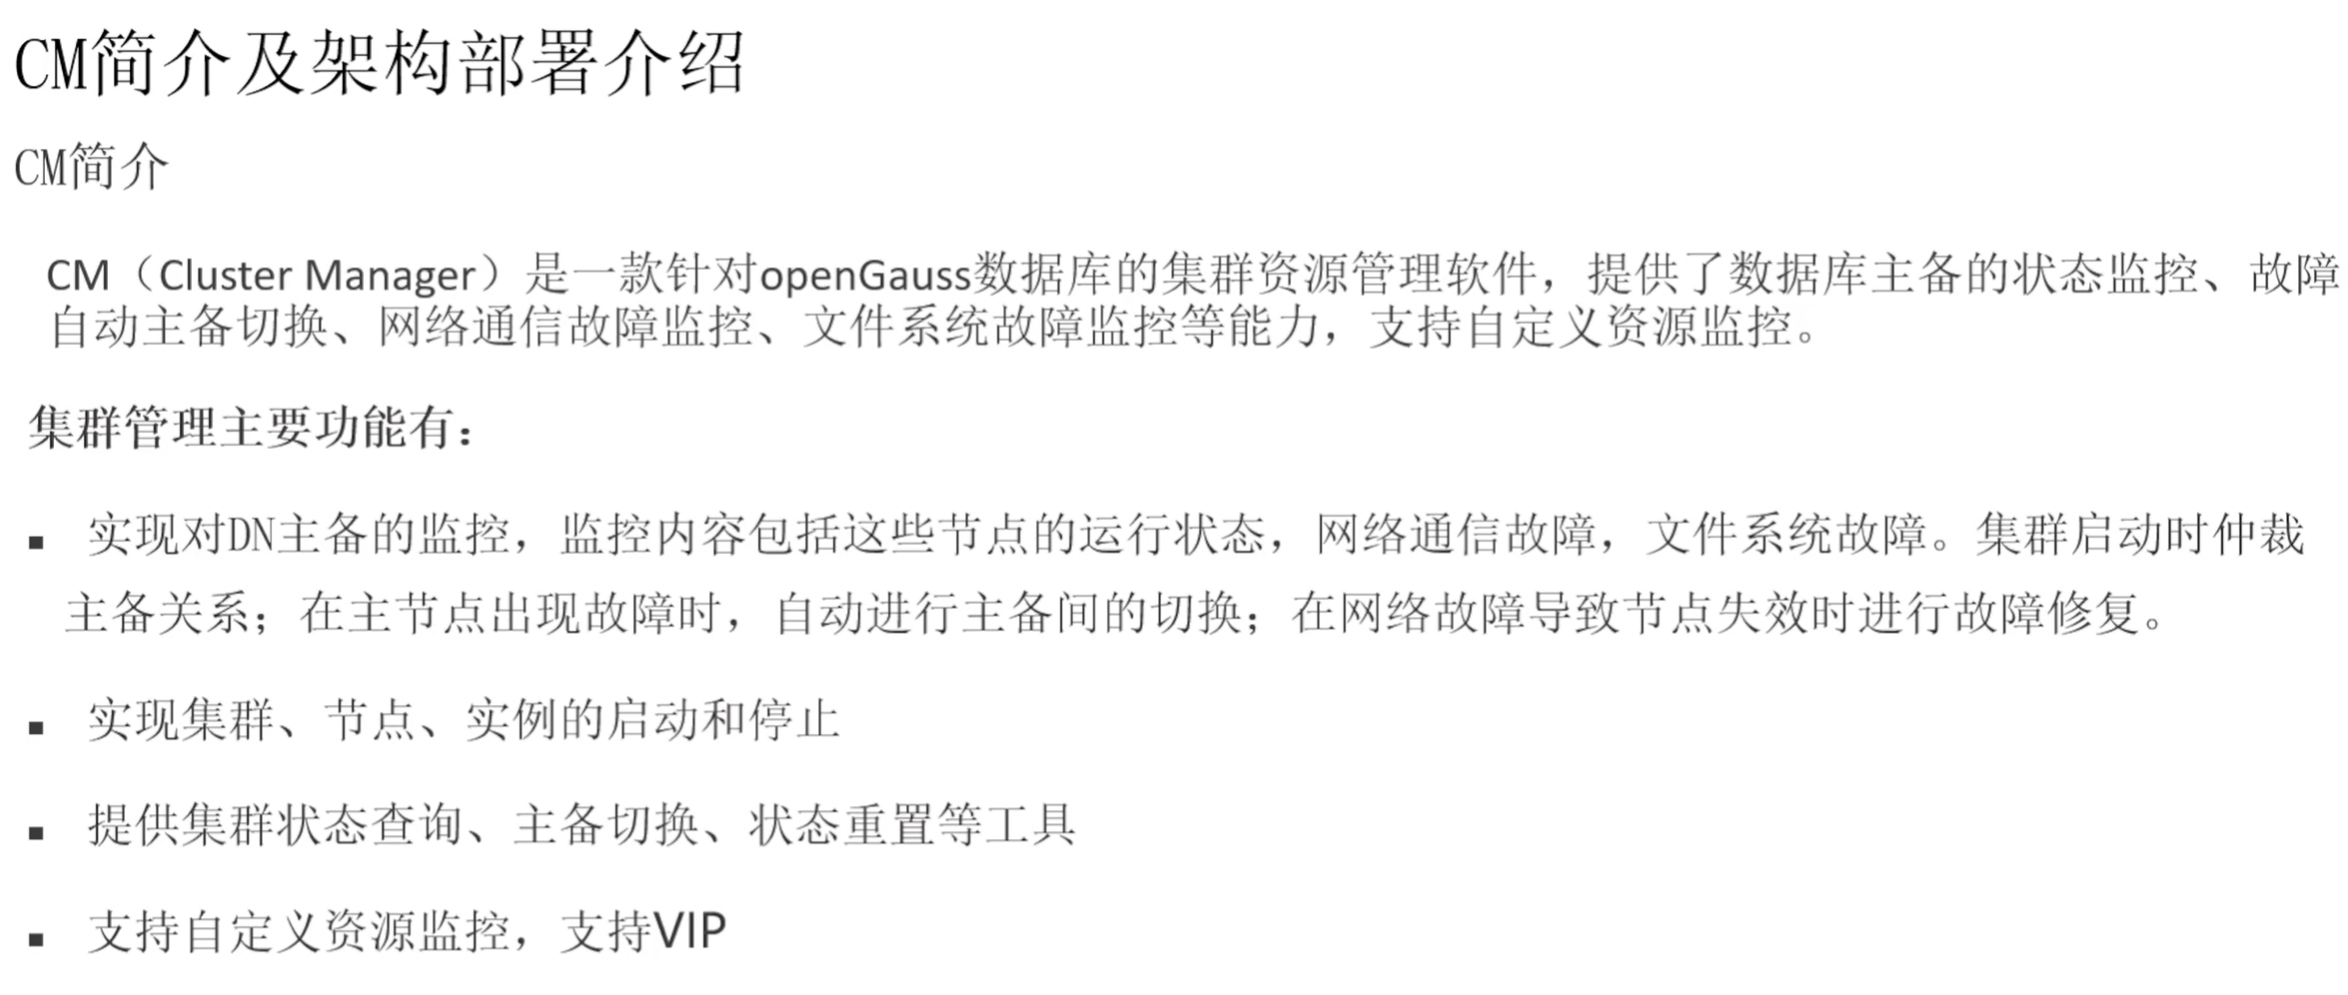 CM简介及架构部署介绍
CM简介
CM（Cluster Manager）是一款针对openGauss数据库的集群资源管理软件，提供了数据库主备的状态监控、故障
自动主备切换、网络通信故障监控、文件系统故障监控等能力，支持自定义资源监控。
集群管理主要功能有：
▪ 实现对DN主备的监控，监控内容包括这些节点的运行状态，网络通信故障，文件系统故障。集群启动时仲裁
主备关系；在主节点出现故障时，自动进行主备间的切换；在网络故障导致节点失效时进行故障修复。
▪ 实现集群、节点、实例的启动和停止
▪ 提供集群状态查询、主备切换、状态重置等工具
▪ 支持自定义资源监控，支持VIP